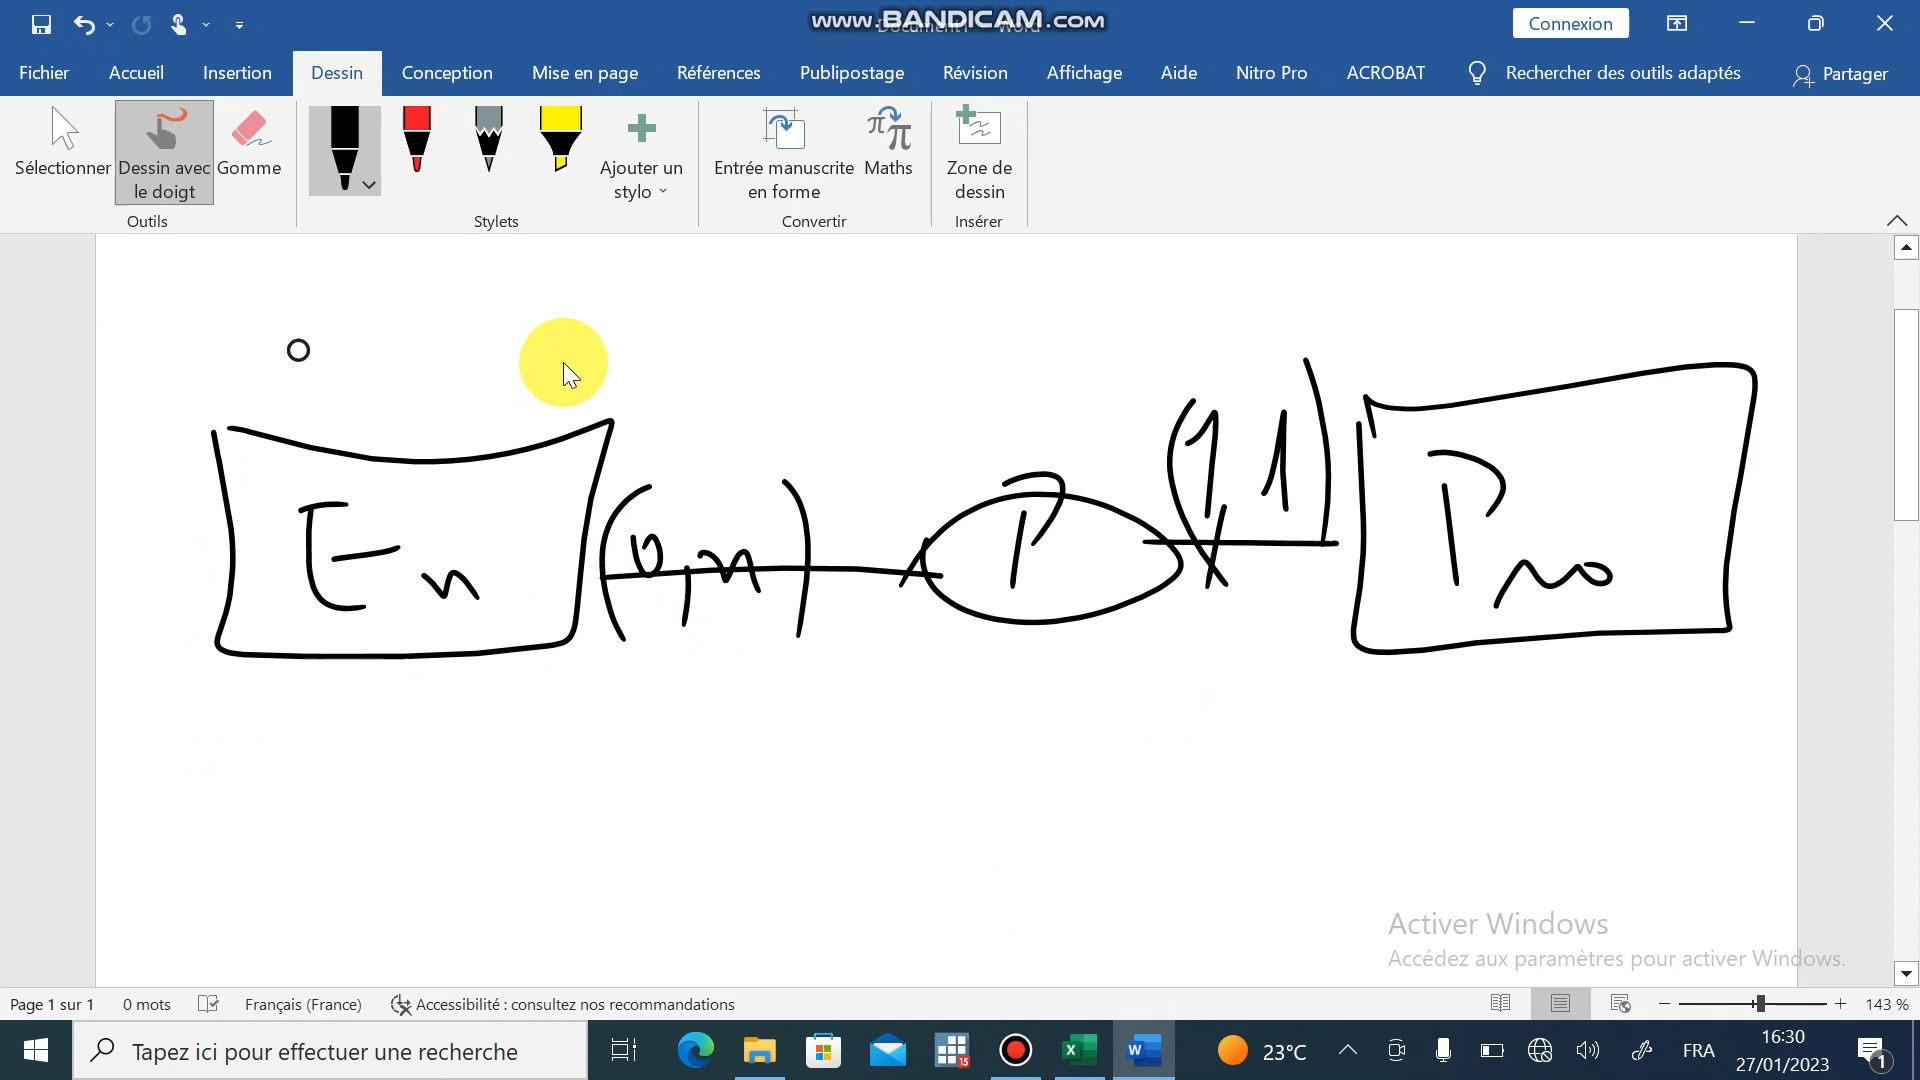 www.BANDICAM.com
Document1 - Word
Connexion
Fichier Accueil Insertion Dessin Conception Mise en page Références Publipostage Révision Affichage Aide Nitro Pro ACROBAT Rechercher des outils adaptés Partager
Sélectionner Dessin avec le doigt Gomme
Ajouter un stylo
Entrée manuscrite en forme Maths
Zone de dessin
Outils Stylets Convertir Insérer
En (0,n) P (1,1) Pro
Activer Windows
Accédez aux paramètres pour activer Windows.
Page 1 sur 1 0 mots Français (France) Accessibilité : consultez nos recommandations 143 %
Tapez ici pour effectuer une recherche 15 23°C FRA 16:30
27/01/2023 1